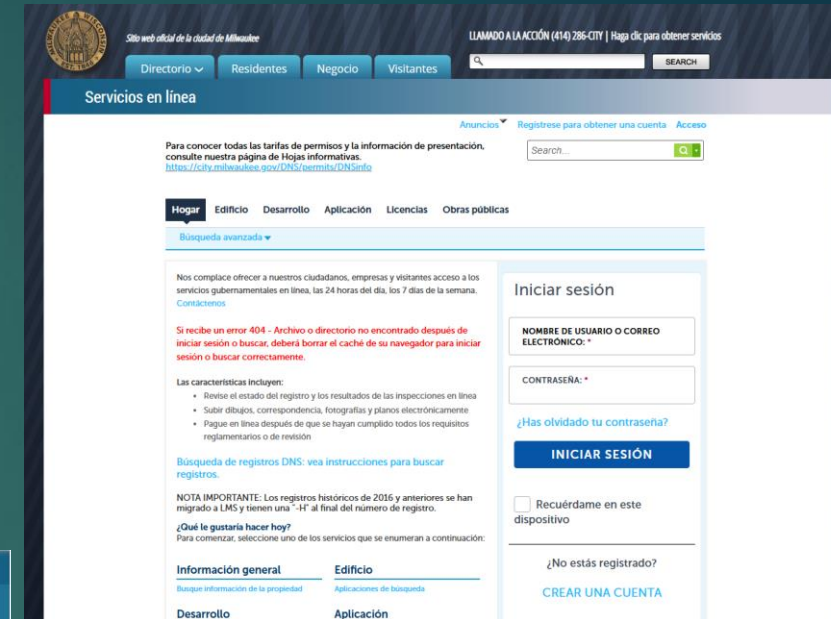 Sitio web oficial de la ciudad de Milwaukee
LLAMADO A LA ACCIÓN (414) 286-CITY | Haga clic para obtener servicios
Directorio
Residentes
Negocio
Visitantes
SEARCH
Servicios en línea
Anuncios
Regístrese para obtener una cuenta
Acceso
Para conocer todas las tarifas de permisos y la información de presentación,
consulte nuestra página de Hojas
informativas.
https://city.milwaukee.gov/DNS/permits/DNSinfo
Search...
Hogar
Edificio
Desarrollo
Aplicación
Licencias
Obras públicas
Búsqueda avanzada
Nos complace ofrecer a nuestros ciudadanos, empresas y visitantes acceso a los
servicios gubernamentales en línea, las 24 horas del día, los 7 días de la semana.
Contáctenos
Si recibe un error 404 - Archivo o directorio no encontrado después de
iniciar sesión o buscar, deberá borrar el caché de su navegador para iniciar
sesión o buscar correctamente.
Las características incluyen:
• Revise el estado del registro y los resultados de las inspecciones en línea
• Subir dibujos, correspondencia, fotografías y planos electrónicamente
• Pague en línea después de que se hayan cumplido todos los requisitos
reglamentarios o de revisión
Búsqueda de registros DNS: vea instrucciones para buscar
registros.
NOTA IMPORTANTE: Los registros históricos de 2016 y anteriores se han
migrado a LMS y tienen una "-H" al final del número de registro.
¿Qué le gustaría hacer hoy?
Para comenzar, seleccione uno de los servicios que se enumeran a continuación:
Información general
Edificio
Busque información de la propiedad
Aplicaciones de búsqueda
Desarrollo
Aplicación
Iniciar sesión
NOMBRE DE USUARIO O CORREO
ELECTRÓNICO: *
CONTRASEÑA: *
¿Has olvidado tu contraseña?
INICIAR SESIÓN
Recuérdame en este
dispositivo
¿No estás registrado?
CREAR UNA CUENTA